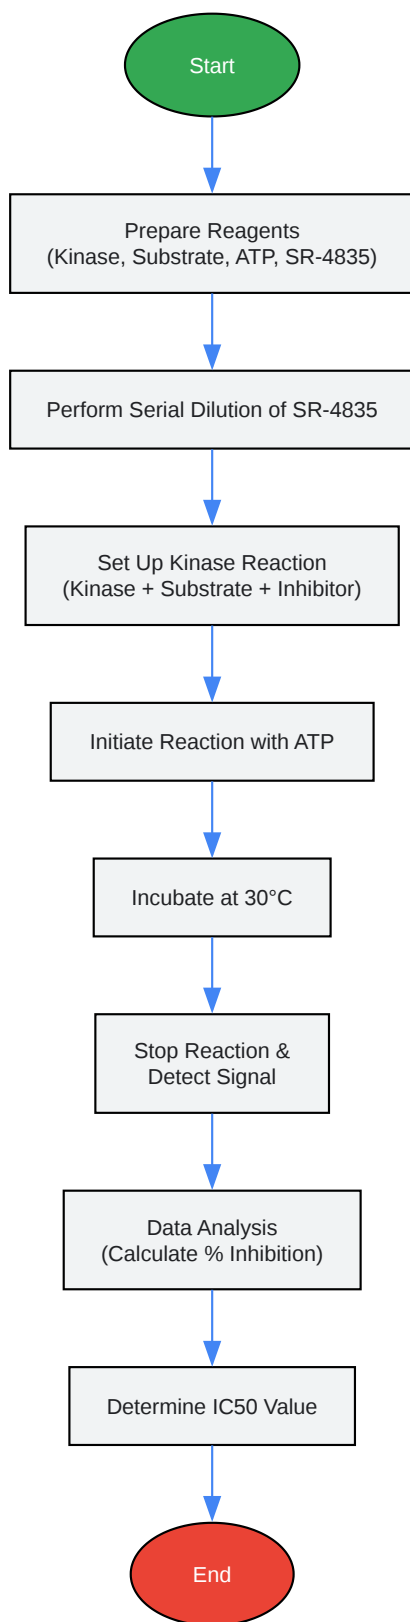 Start
Prepare Reagents
(Kinase, Substrate, ATP, SR-4835)
Perform Serial Dilution of SR-4835
Set Up Kinase Reaction
(Kinase + Substrate + Inhibitor)
Initiate Reaction with ATP
Incubate at 30°C
Stop Reaction &
Detect Signal
Data Analysis
(Calculate % Inhibition)
Determine IC50 Value
End